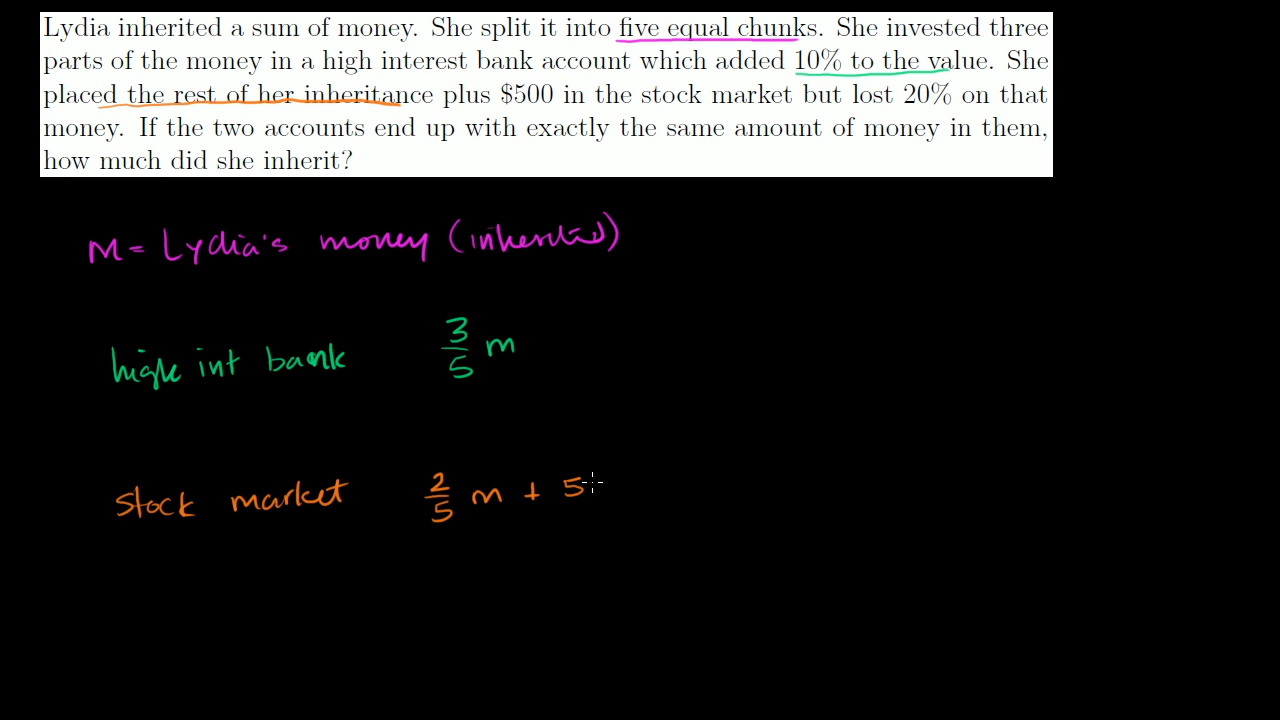 Lydia inherited a sum of money. She split it into five equal chunks. She invested three
parts of the money in a high interest bank account which added 10% to the value. She
placed the rest of her inheritance plus $500 in the stock market but lost 20% on that
money. If the two accounts end up with exactly the same amount of money in them,
how much did she inherit?
M = Lydia's money (inherited)
high int bank 3/5 m
Stock market 2/5 m + 5